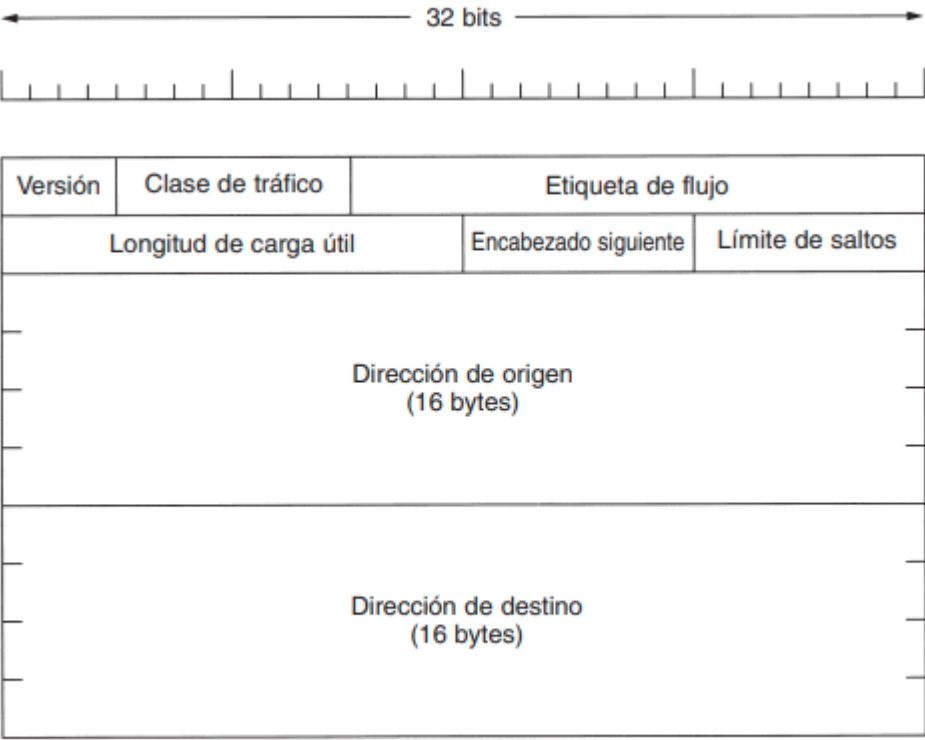 32 bits
Versión
Clase de tráfico
Etiqueta de flujo
Longitud de carga útil
Encabezado siguiente
Límite de saltos
Dirección de origen
(16 bytes)
Dirección de destino
(16 bytes)